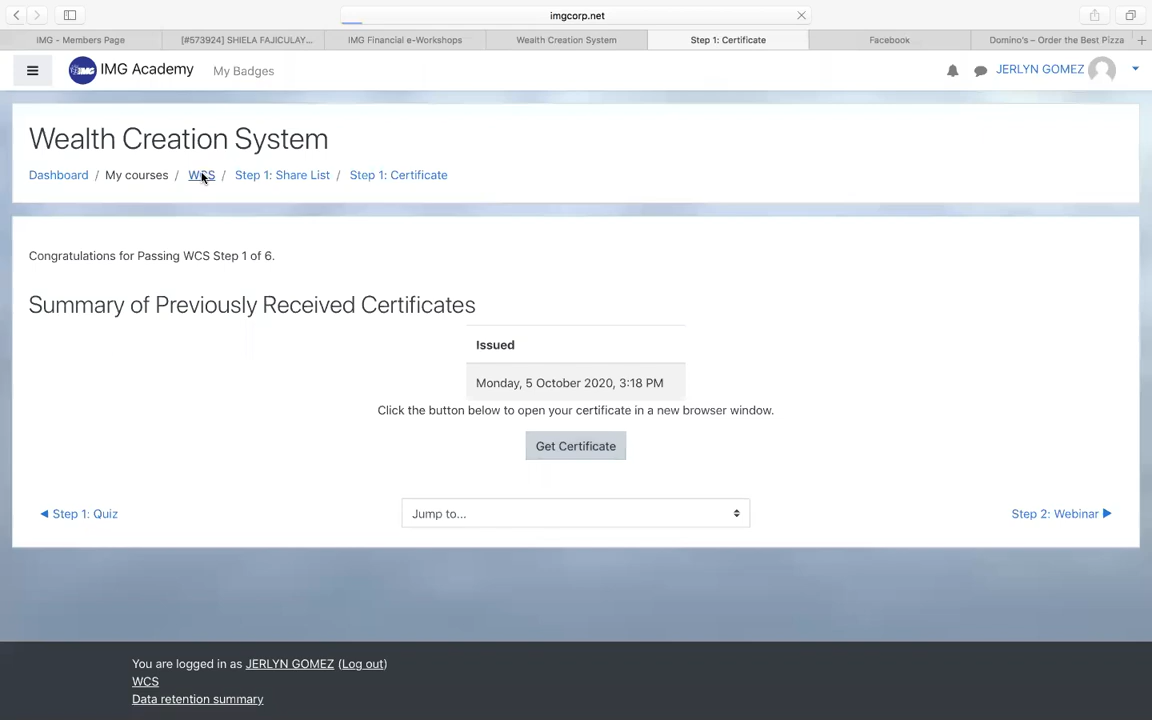 imgcorp.net
IMG - Members Page
[#573924] SHIELA FAJICULAY...
IMG Financial e-Workshops
Wealth Creation System
Step 1: Certificate
Facebook
Domino's – Order the Best Pizza
IMG Academy
My Badges
JERLYN GOMEZ
Wealth Creation System
Dashboard / My courses / WCS / Step 1: Share List / Step 1: Certificate
Congratulations for Passing WCS Step 1 of 6.
Summary of Previously Received Certificates
Issued
Monday, 5 October 2020, 3:18 PM
Click the button below to open your certificate in a new browser window.
Get Certificate
◀ Step 1: Quiz
Jump to...
Step 2: Webinar ▶
You are logged in as JERLYN GOMEZ (Log out)
WCS
Data retention summary